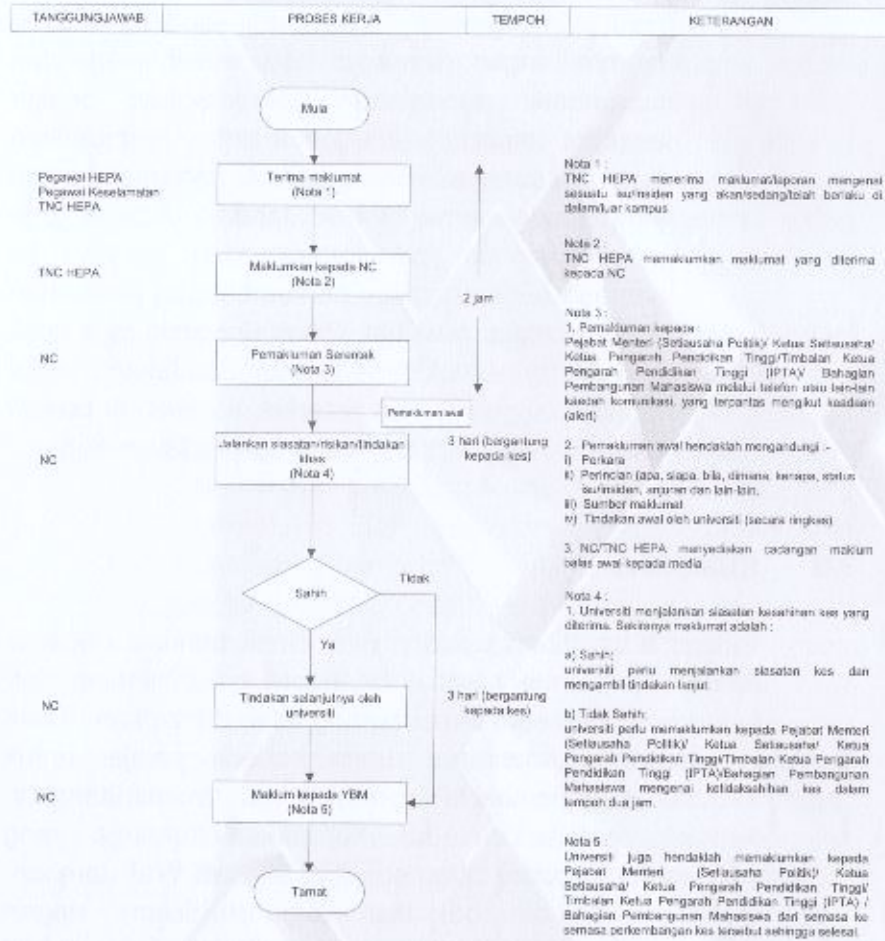 TANGGUNGJAWAB
PROSES KERJA
TEMPOH
KETERANGAN
Mula
Pegawai HEPA
Pegawai Keselamatan
TNC HEPA
Terima maklumat
(Nota 1)
TNC HEPA
Maklumkan kepada NC
(Nota 2)
NC
Pemakluman Serentak
(Nota 3)
2 jam
Pemakluman awal
NC
Jalankan siasatan/risikan/tindakan
khas
(Nota 4)
3 hari (bergantung
kepada kes)
Sahih
Tidak
Ya
NC
Tindakan selanjutnya oleh
universiti
3 hari (bergantung
kepada kes)
NC
Maklum kepada YBM
(Nota 5)
Tamat
Nota 1 :
TNC HEPA menerima maklumat/laporan mengenai
sesuatu isu/insiden yang akan/sedang/telah berlaku di
dalam/luar kampus
Nota 2 :
TNC HEPA memaklumkan maklumat yang diterima
kepada NC
Nota 3 :
1. Pemakluman kepada :
Pejabat Menteri (Setiausaha Politik)/ Ketua Setiausaha/
Ketua Pengarah Pendidikan Tinggi/Timbalan Ketua
Pengarah Pendidikan Tinggi (IPTA)/ Bahagian
Pembangunan Mahasiswa melalui telefon atau lain-lain
kaedah komunikasi, yang terpantas mengikut keadaan
(alert)
2. Pemakluman awal hendaklah mengandungi :-
i) Perkara
ii) Perincian (apa, siapa, bila, dimana, kenapa, status
isu/insiden, anjuran dan lain-lain.
iii) Sumber maklumat
iv) Tindakan awal oleh universiti (secara ringkas)
3. NC/TNC HEPA menyediakan cadangan maklum
balas awal kepada media
Nota 4 :
1. Universiti menjalankan siasatan kesahihan kes yang
diterima. Sekiranya maklumat adalah :
a) Sahih:
universiti perlu menjalankan siasatan kes dan
mengambil tindakan lanjut.
b) Tidak Sahih:
universiti perlu memaklumkan kepada Pejabat Menteri
(Setiausaha Politik)/ Ketua Setiausaha/ Ketua
Pengarah Pendidikan Tinggi/Timbalan Ketua Pengarah
Pendidikan Tinggi (IPTA)/Bahagian Pembangunan
Mahasiswa mengenai ketidaksahihan kes dalam
tempoh dua jam.
Nota 5 :
Universiti juga hendaklah memaklumkan kepada
Pejabat Menteri (Setiausaha Politik)/ Ketua
Setiausaha/ Ketua Pengarah Pendidikan Tinggi/
Timbalan Ketua Pengarah Pendidikan Tinggi (IPTA) /
Bahagian Pembangunan Mahasiswa dari semasa ke
semasa perkembangan kes tersebut sehingga selesai.